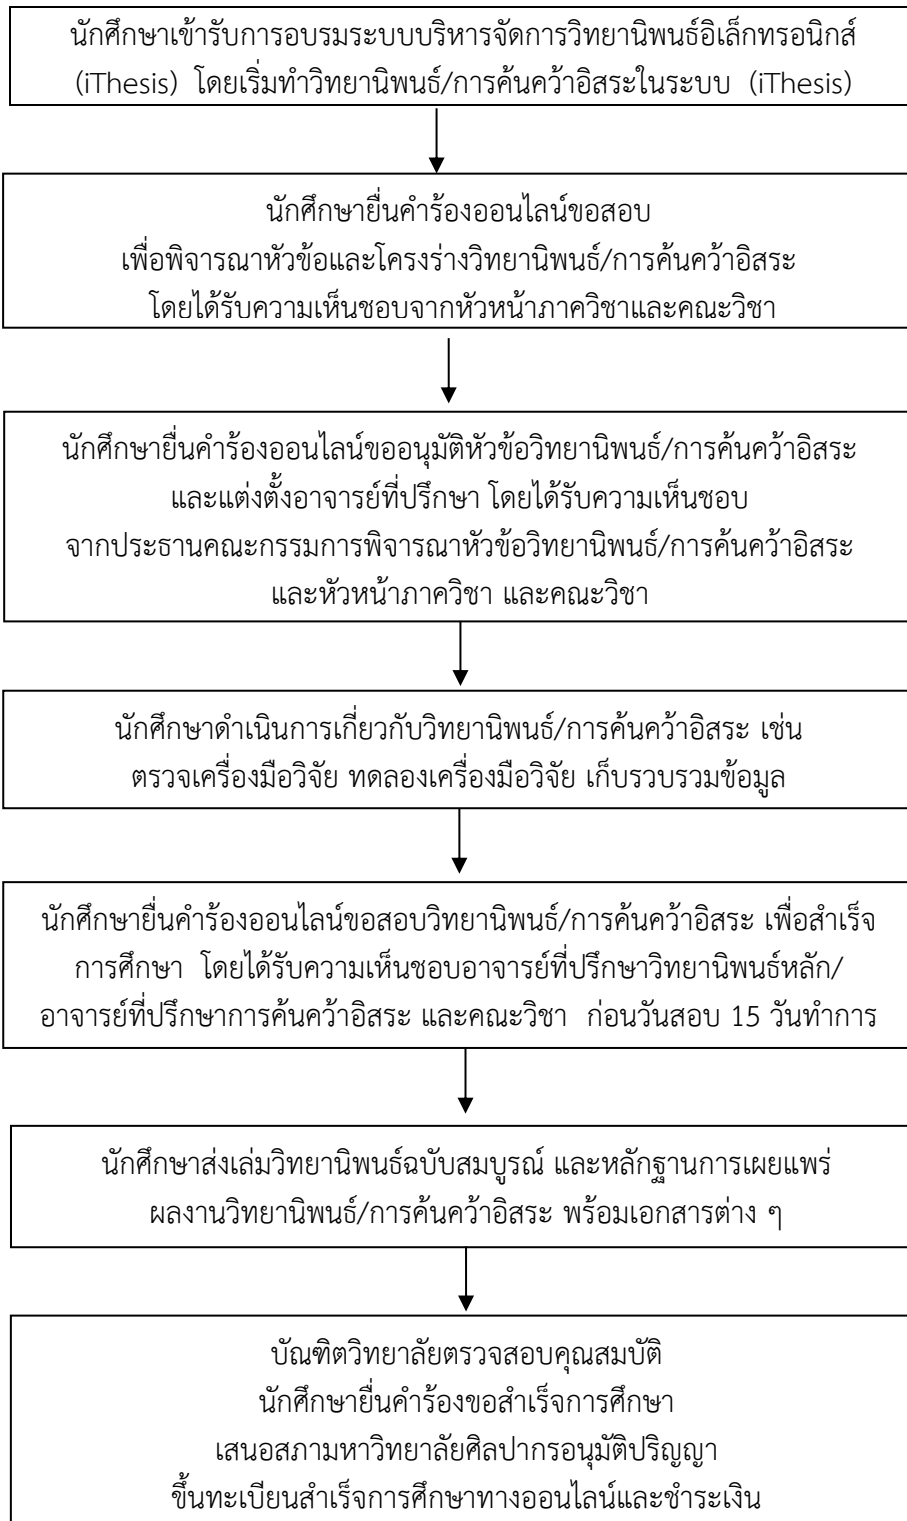 นักศึกษาเข้ารับการอบรมระบบบริหารจัดการวิทยานิพนธ์อิเล็กทรอนิกส์
(iThesis) โดยเริ่มทำวิทยานิพนธ์/การค้นคว้าอิสระในระบบ (iThesis)
นักศึกษายื่นคำร้องออนไลน์ขอสอบ
เพื่อพิจารณาหัวข้อและโครงร่างวิทยานิพนธ์/การค้นคว้าอิสระ
โดยได้รับความเห็นชอบจากหัวหน้าภาควิชาและคณะวิชา
นักศึกษายื่นคำร้องออนไลน์ขออนุมัติหัวข้อวิทยานิพนธ์/การค้นคว้าอิสระ
และแต่งตั้งอาจารย์ที่ปรึกษา โดยได้รับความเห็นชอบ
จากประธานคณะกรรมการพิจารณาหัวข้อวิทยานิพนธ์/การค้นคว้าอิสระ
และหัวหน้าภาควิชา และคณะวิชา
นักศึกษาดำเนินการเกี่ยวกับวิทยานิพนธ์/การค้นคว้าอิสระ เช่น
ตรวจเครื่องมือวิจัย ทดลองเครื่องมือวิจัย เก็บรวบรวมข้อมูล
นักศึกษายื่นคำร้องออนไลน์ขอสอบวิทยานิพนธ์/การค้นคว้าอิสระ เพื่อสำเร็จ
การศึกษา โดยได้รับความเห็นชอบอาจารย์ที่ปรึกษาวิทยานิพนธ์หลัก/
อาจารย์ที่ปรึกษาการค้นคว้าอิสระ และคณะวิชา ก่อนวันสอบ 15 วันทำการ
นักศึกษาส่งเล่มวิทยานิพนธ์ฉบับสมบูรณ์ และหลักฐานการเผยแพร่
ผลงานวิทยานิพนธ์/การค้นคว้าอิสระ พร้อมเอกสารต่าง ๆ
บัณฑิตวิทยาลัยตรวจสอบคุณสมบัติ
นักศึกษายื่นคำร้องขอสำเร็จการศึกษา
เสนอสภามหาวิทยาลัยศิลปากรอนุมัติปริญญา
ขึ้นทะเบียนสำเร็จการศึกษาทางออนไลน์และชำระเงิน